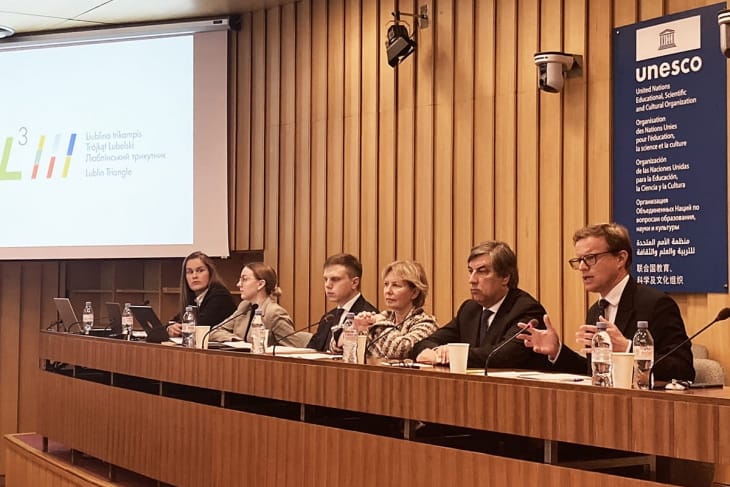 L3
Liublino trikampis
Trójkąt Lubelski
Люблінський трикутник
Lublin Triangle
unesco
United Nations
Educational, Scientific
and Cultural Organization
Organisation
des Nations Unies
pour l'éducation,
la science et la culture
Organización
de las Naciones Unidas
para la Educación,
la Ciencia y la Cultura
Организация
Объединенных Наций по
вопросам образования,
науки и культуры
منظمة الأمم المتحدة
للتربية والعلم والثقافة
联合国教育、
科学及文化组织